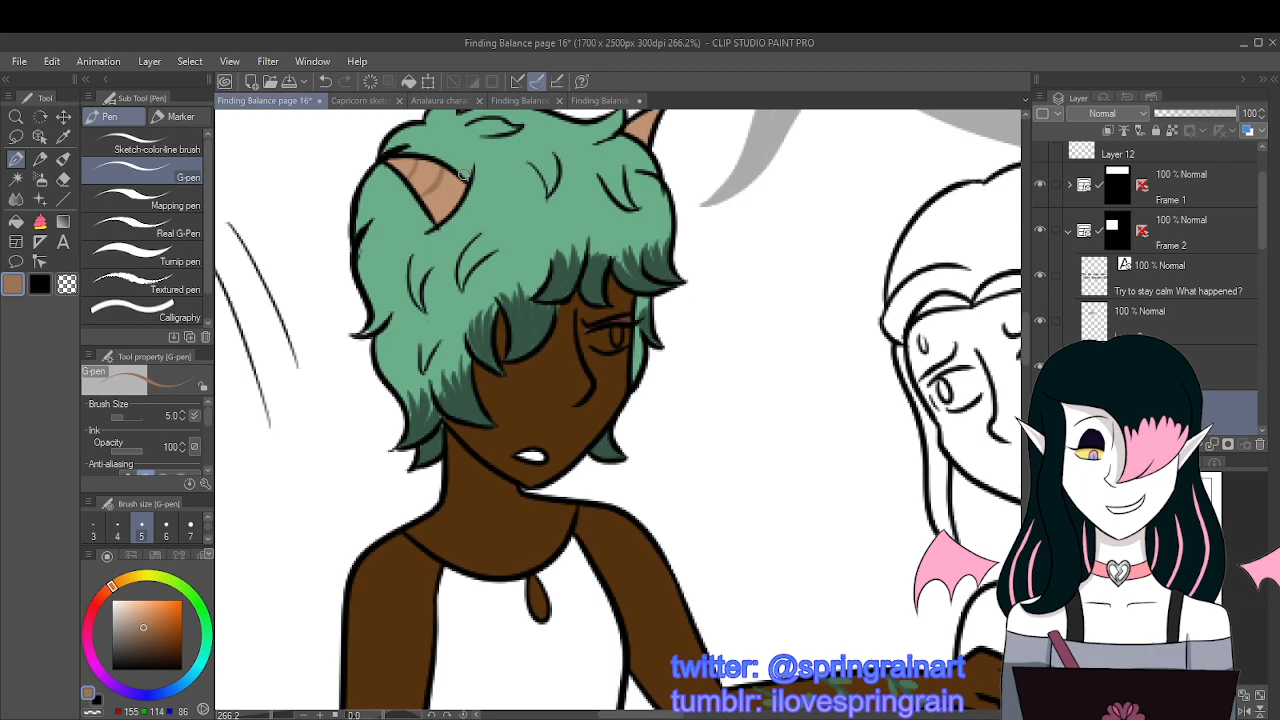 Finding Balance page 16* (1700 x 2500px 300dpi 266.2%) - CLIP STUDIO PAINT PRO
File Edit Animation Layer Select View Filter Window Help
Tool
Sub Tool (Pen)
Finding Balance page 16*
Capricorn sketc
Analaura chara
Finding Balance
Finding Balance
Layer
Pen
Marker
Normal
100
Sketch-color-line brush
G-pen
Mapping pen
Real G-Pen
Turnip pen
Textured pen
Calligraphy
Layer 12
100 % Normal
Frame 1
100 % Normal
Frame 2
100 % Normal
Try to stay calm What happened?
100 % Normal
Tool property (G-pen)
G-pen
Brush Size 5.0
Ink
Opacity 100
Anti-aliasing
Brush size (G-pen)
3 4 5 6 7
155 114 86
266.2
0.0
twitter: @springrainart
tumblr: ilovespringrain